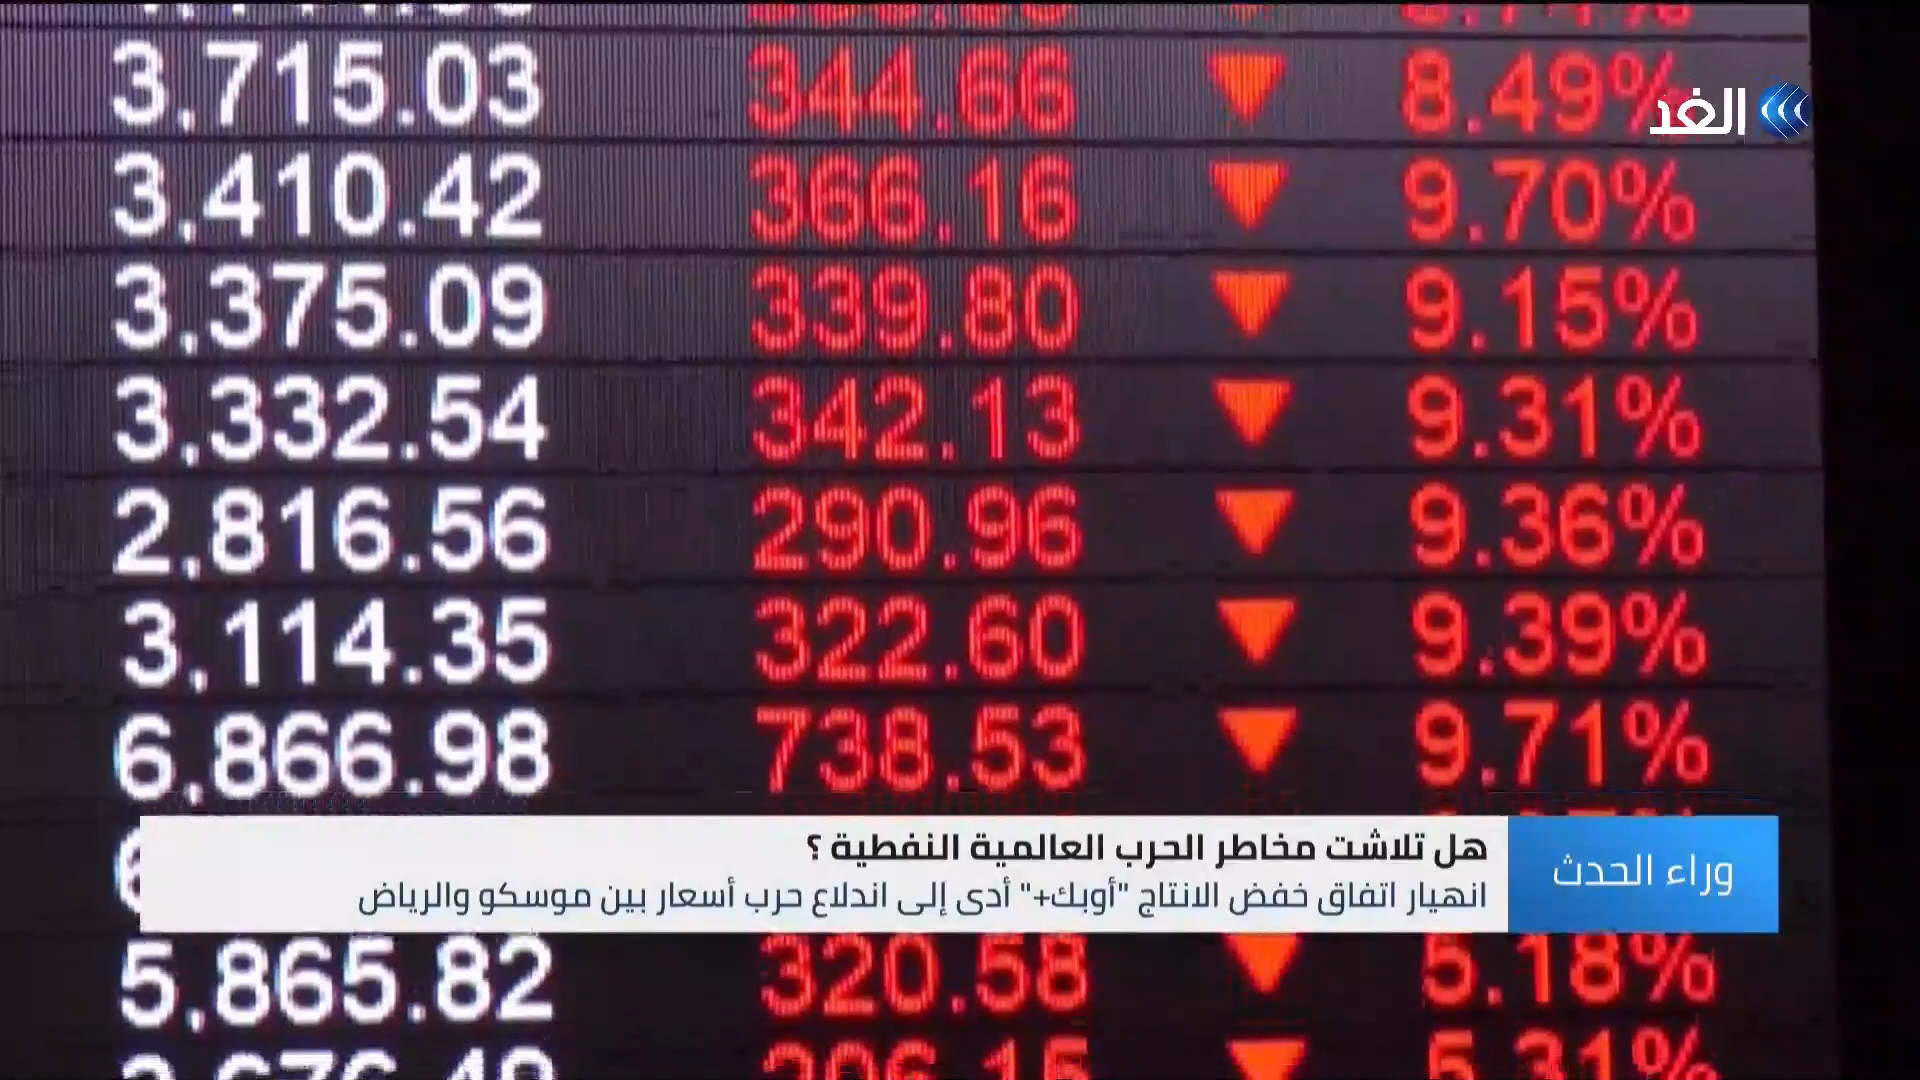 3,715.03 344.66 ▼ 8.49%
الغد
3,410.42 366.16 ▼ 9.70%
3,375.09 339.80 ▼ 9.15%
3,332.54 342.13 ▼ 9.31%
2,816.56 290.96 ▼ 9.36%
3,114.35 322.60 ▼ 9.39%
6,866.98 738.53 ▼ 9.71%
وراء الحدث
هل تلاشت مخاطر الحرب العالمية النفطية ؟
انهيار اتفاق خفض الانتاج "أوبك+" أدى إلى اندلاع حرب أسعار بين موسكو والرياض
5,865.82 320.58 ▼ 5.18%